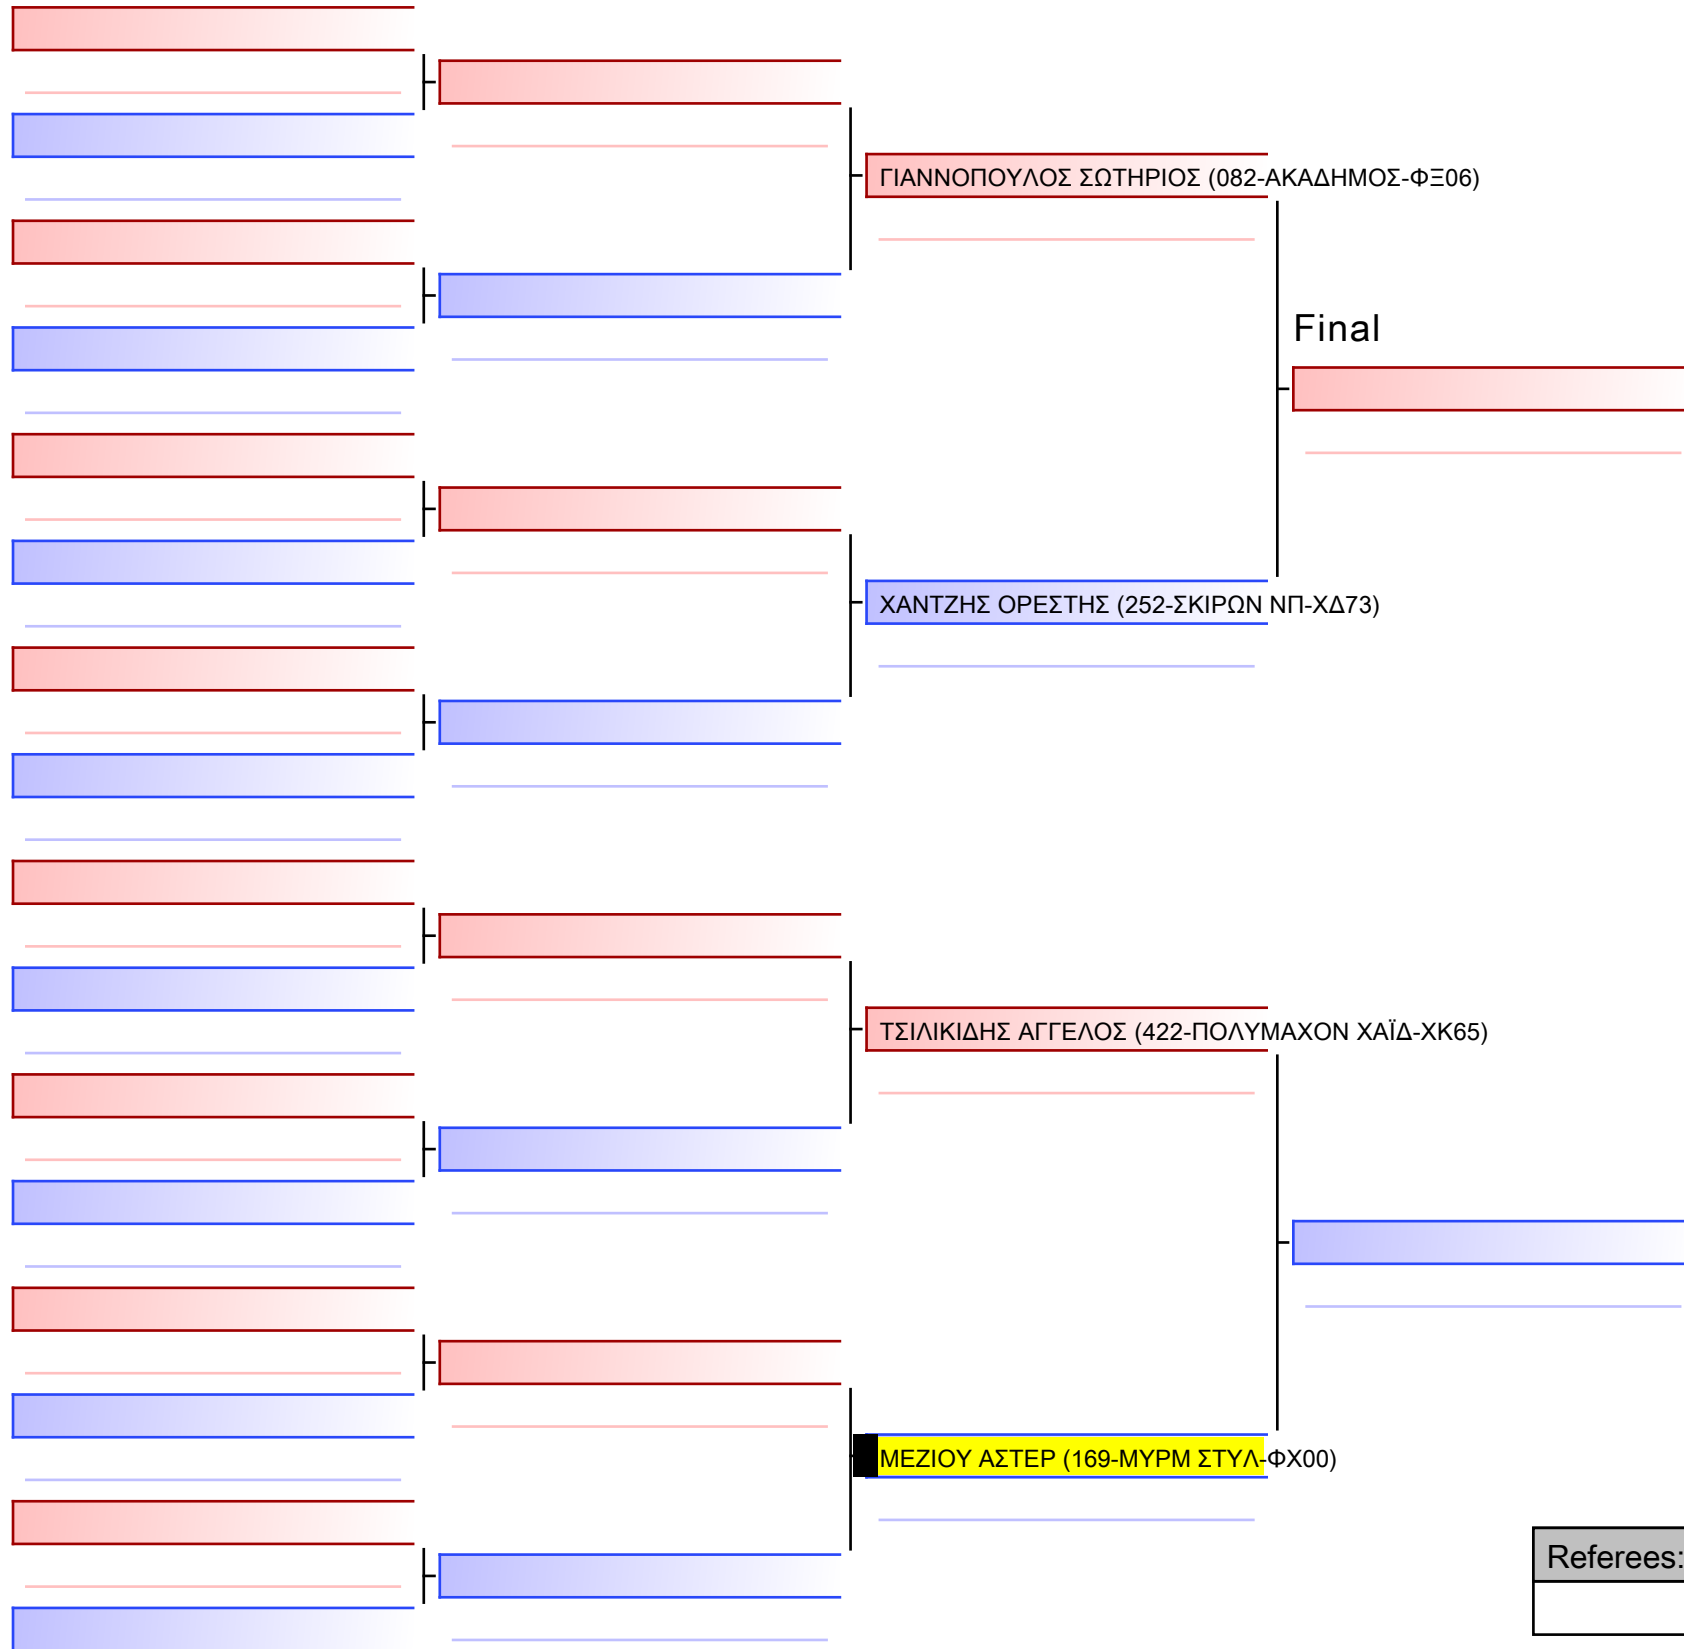 ΓΙΑΝΝΟΠΟΥΛΟΣ ΣΩΤΗΡΙΟΣ (082-ΑΚΑΔΗΜΟΣ-ΦΞ06)
Final
ΧΑΝΤΖΗΣ ΟΡΕΣΤΗΣ (252-ΣΚΙΡΩΝ ΝΠ-ΧΔ73)
ΤΣΙΛΙΚΙΔΗΣ ΑΓΓΕΛΟΣ (422-ΠΟΛΥΜΑΧΟΝ ΧΑΪΔ-ΧΚ65)
ΜΕΖΙΟΥ ΑΣΤΕΡ (169-ΜΥΡΜ ΣΤΥΛ-ΦΧ00)
Referees: